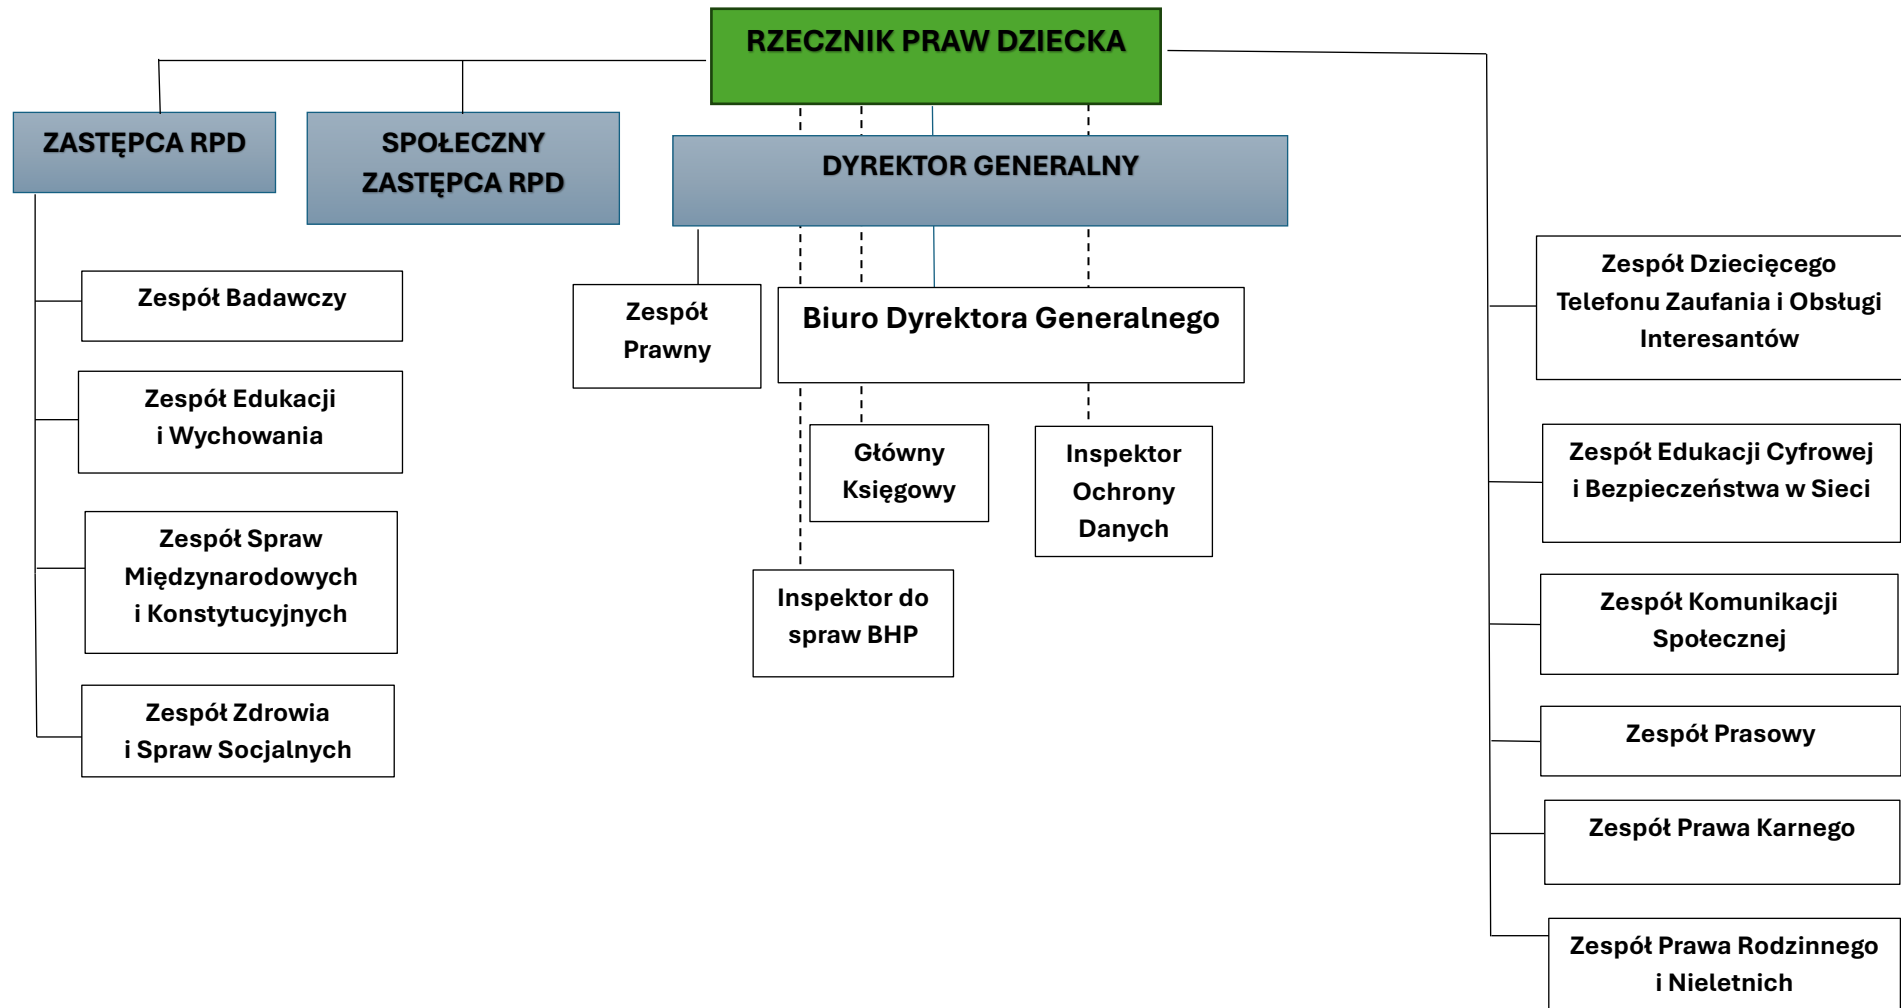 RZECZNIK PRAW DZIECKA
ZASTĘPCA RPD
SPOŁECZNY
ZASTĘPCA RPD
DYREKTOR GENERALNY
Zespół Badawczy
Zespół Edukacji
i Wychowania
Zespół Spraw
Międzynarodowych
i Konstytucyjnych
Zespół Zdrowia
i Spraw Socjalnych
Zespół
Prawny
Biuro Dyrektora Generalnego
Główny
Księgowy
Inspektor
Ochrony
Danych
Inspektor do
spraw BHP
Zespół Dziecięcego
Telefonu Zaufania i Obsługi
Interesantów
Zespół Edukacji Cyfrowej
i Bezpieczeństwa w Sieci
Zespół Komunikacji
Społecznej
Zespół Prasowy
Zespół Prawa Karnego
Zespół Prawa Rodzinnego
i Nieletnich